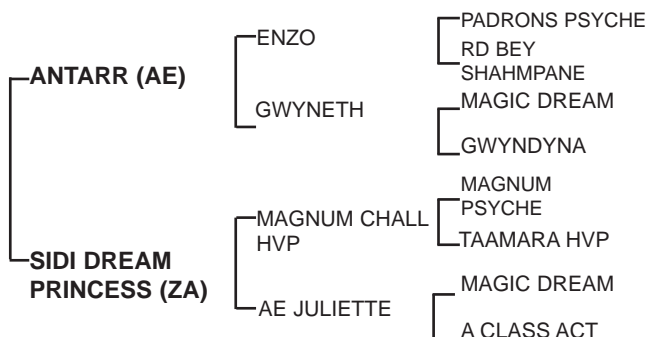 PADRONS PSYCHE
ENZO
RD BEY
SHAHMPANE
ANTARR (AE)
MAGIC DREAM
GWYNETH
GWYNDYNA
MAGNUM
PSYCHE
MAGNUM CHALL
HVP
TAAMARA HVP
SIDI DREAM
PRINCESS (ZA)
MAGIC DREAM
AE JULIETTE
A CLASS ACT